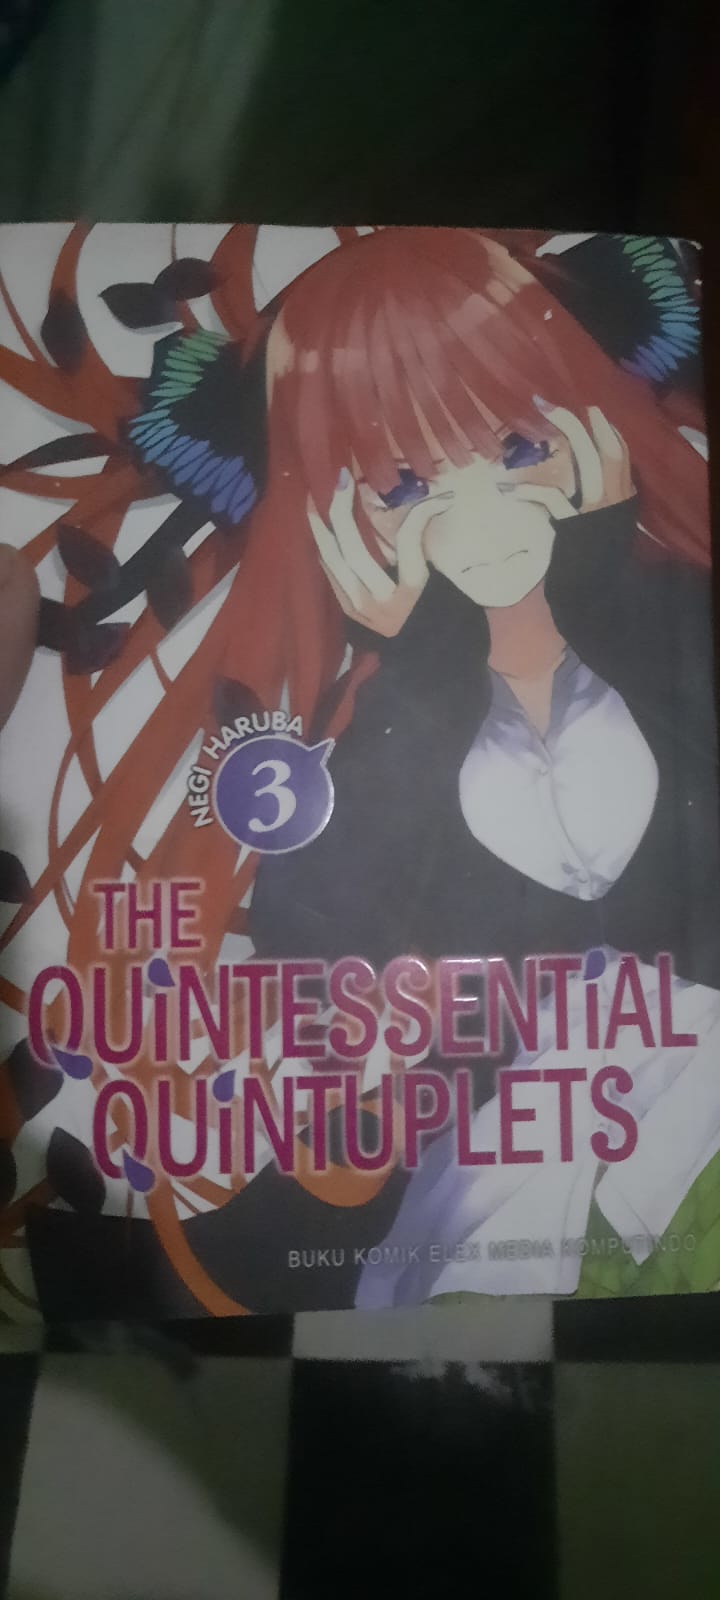 NEGI HARUBA
3
THE
QUiNTESSENTiAL
QUiNTUPLETS
BUKU KOMIK ELEX MEDIA KOMPUTINDO